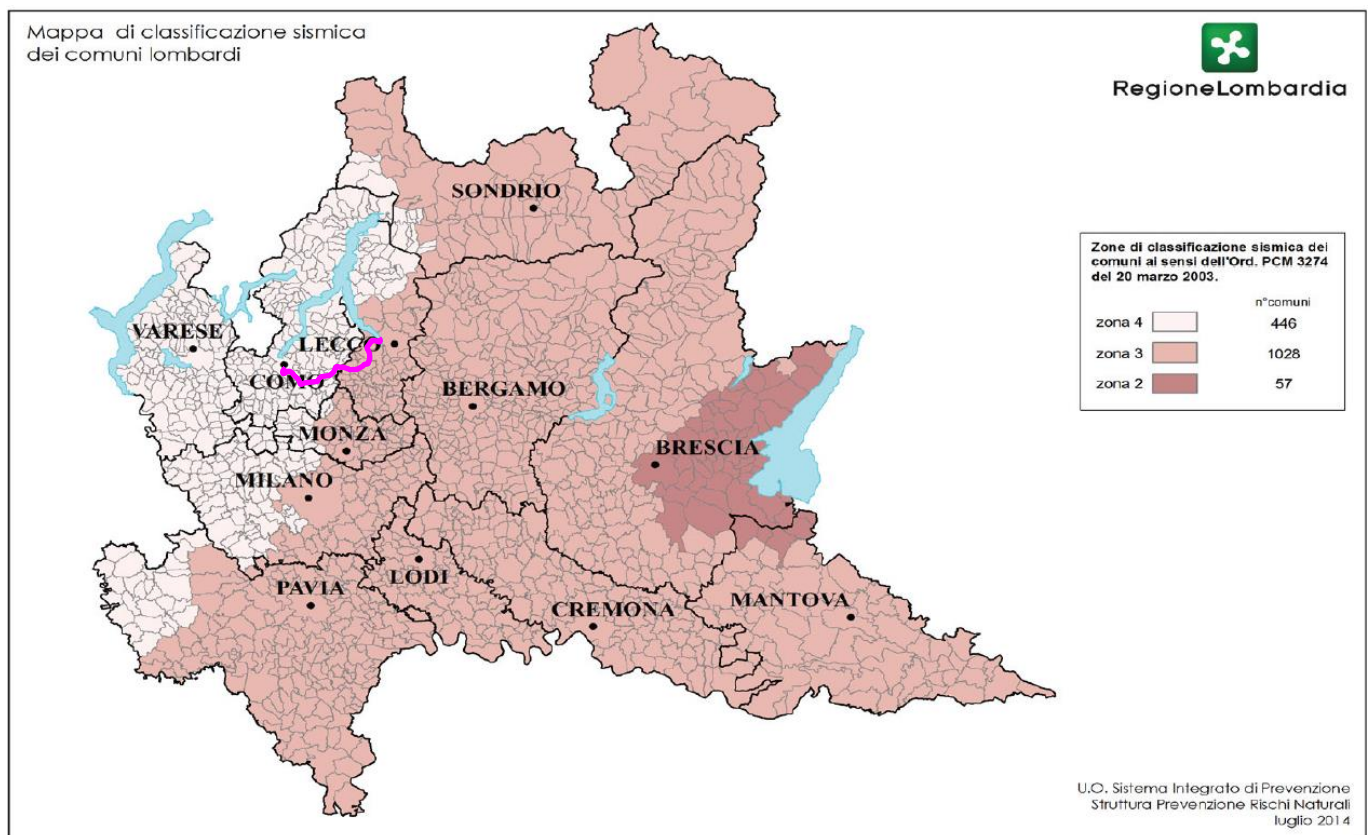 Mappa di classificazione sismica
dei comuni lombardi
RegioneLombardia
SONDRIO
Zone di classificazione sismica dei
comuni ai sensi dell'Ord. PCM 3274
del 20 marzo 2003.
n°comuni
zona 4 446
zona 3 1028
zona 2 57
VARESE
LECCO
COMO
BERGAMO
MONZA
BRESCIA
MILANO
PAVIA
LODI
CREMONA
MANTOVA
U.O. Sistema Integrato di Prevenzione
Struttura Prevenzione Rischi Naturali
luglio 2014